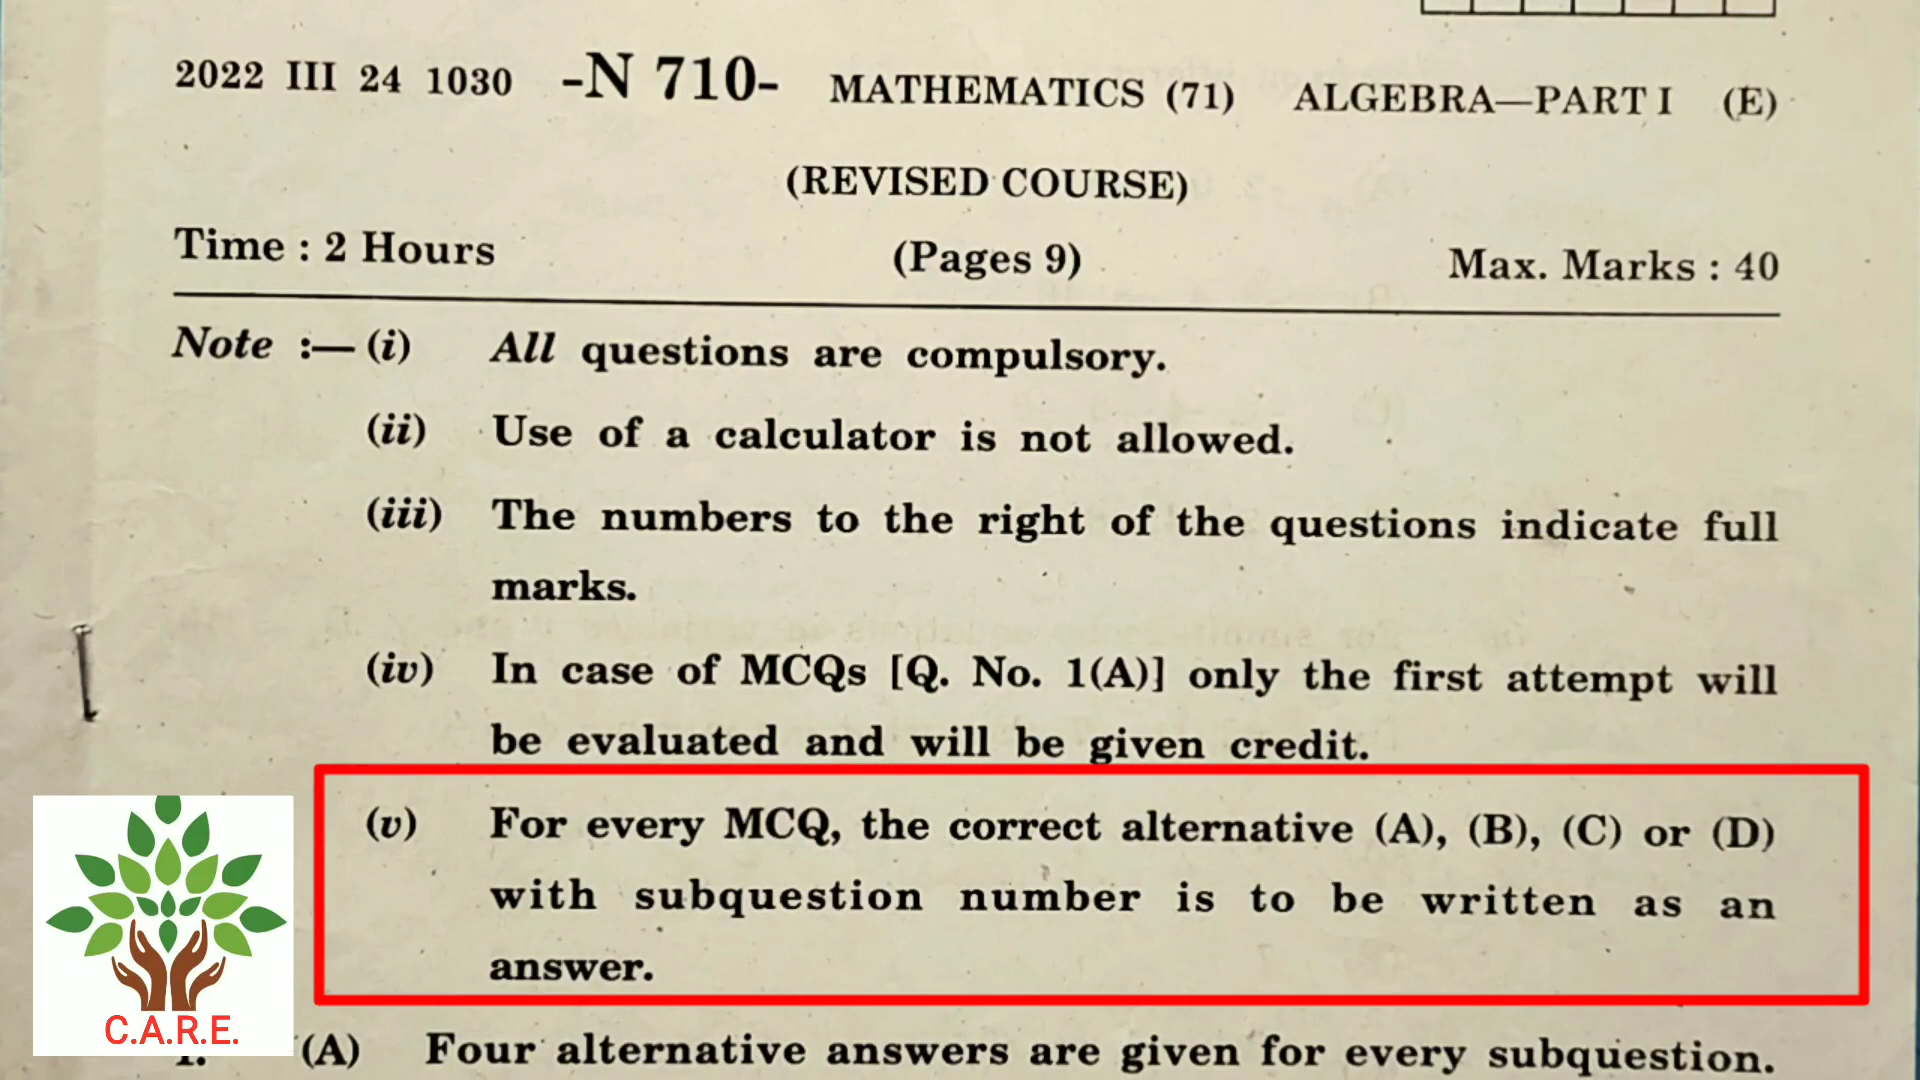 2022 III 24 1030 -N 710- MATHEMATICS (71) ALGEBRA—PART I (E)
(REVISED COURSE)
Time : 2 Hours (Pages 9) Max. Marks : 40
Note :— (i) All questions are compulsory.
(ii) Use of a calculator is not allowed.
(iii) The numbers to the right of the questions indicate full
marks.
(iv) In case of MCQs [Q. No. 1(A)] only the first attempt will
be evaluated and will be given credit.
(v) For every MCQ, the correct alternative (A), (B), (C) or (D)
with subquestion number is to be written as an
answer.
C.A.R.E.
(A) Four alternative answers are given for every subquestion.